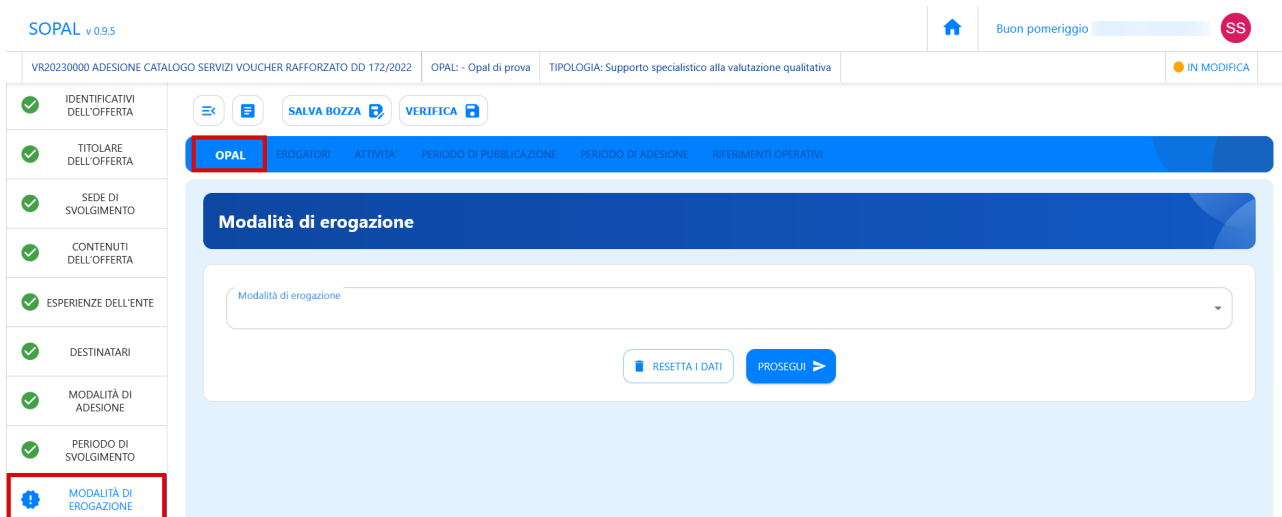 SOPAL v 0.9.5
Buon pomeriggio
SS
VR20230000 ADESIONE CATALOGO SERVIZI VOUCHER RAFFORZATO DD 172/2022
OPAL: - Opal di prova
TIPOLOGIA: Supporto specialistico alla valutazione qualitativa
IN MODIFICA
IDENTIFICATIVI
DELL'OFFERTA
TITOLARE
DELL'OFFERTA
SEDE DI
SVOLGIMENTO
CONTENUTI
DELL'OFFERTA
ESPERIENZE DELL'ENTE
DESTINATARI
MODALITÀ DI
ADESIONE
PERIODO DI
SVOLGIMENTO
MODALITÀ DI
EROGAZIONE
SALVA BOZZA
VERIFICA
OPAL
EROGATORI
ATTIVITA'
PERIODO DI PUBBLICAZIONE
PERIODO DI ADESIONE
RIFERIMENTI OPERATIVI
Modalità di erogazione
Modalità di erogazione
RESETTA I DATI
PROSEGUI